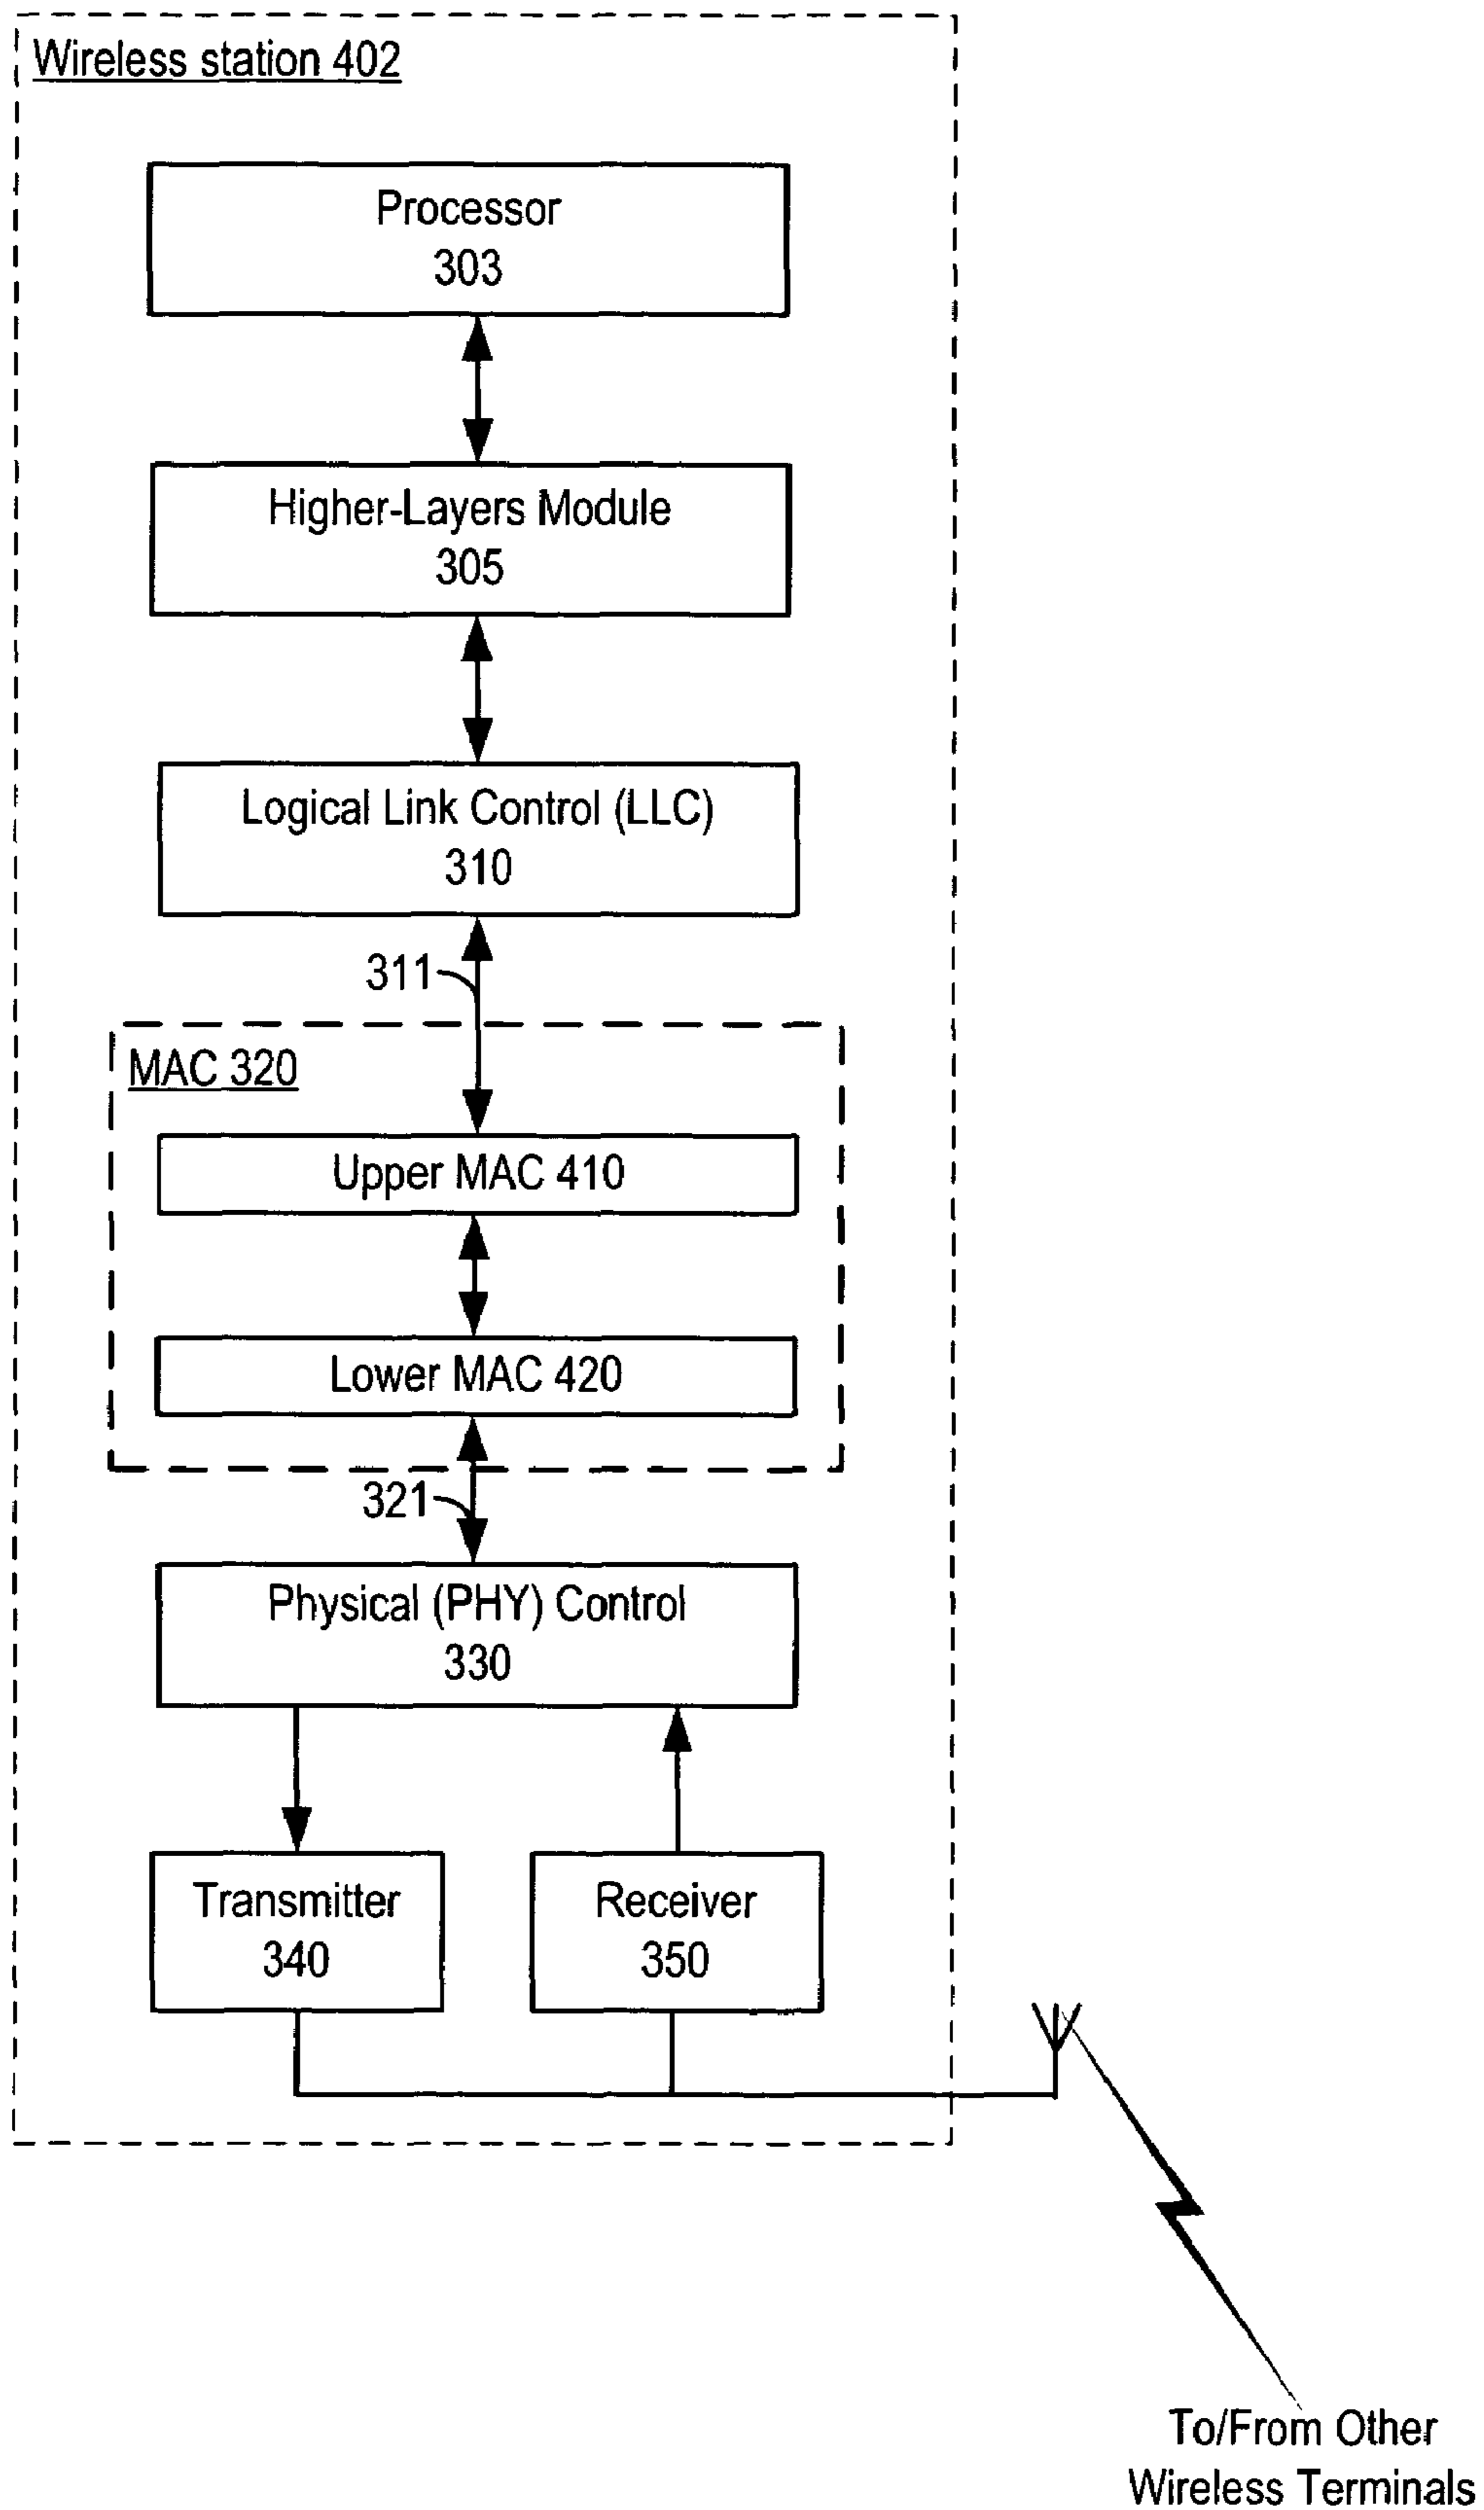 Wireless station 402
Processor
303
Higher-Layers Module
305
Logical Link Control (LLC)
310
311
MAC 320
Upper MAC 410
Lower MAC 420
321
Physical (PHY) Control
330
Transmitter
340
Receiver
350
To/From Other
Wireless Terminals